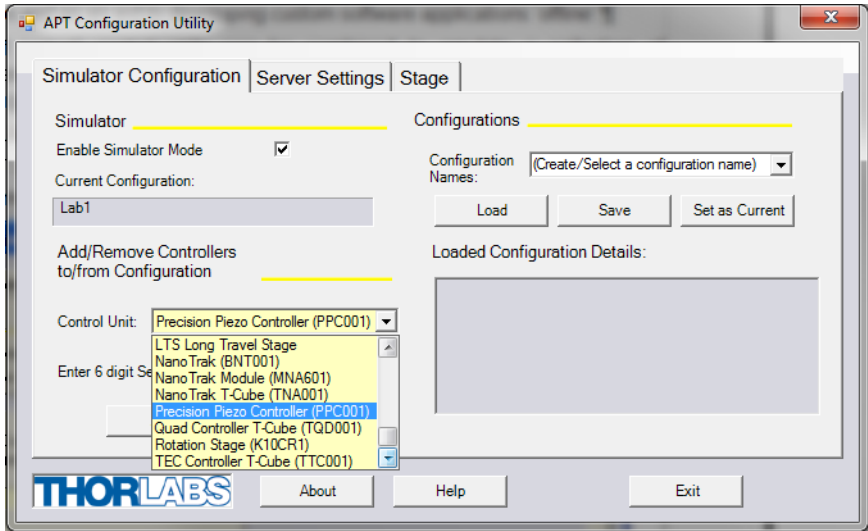 APT Configuration Utility
Simulator Configuration
Server Settings
Stage
Simulator
Enable Simulator Mode
Current Configuration:
Lab1
Add/Remove Controllers
to/from Configuration
Control Unit:
Precision Piezo Controller (PPC001)
LTS Long Travel Stage
NanoTrak (BNT001)
NanoTrak Module (MNA601)
NanoTrak T-Cube (TNA001)
Precision Piezo Controller (PPC001)
Quad Controller T-Cube (TQD001)
Rotation Stage (K10CR1)
TEC Controller T-Cube (TTC001)
Enter 6 digit Se
Configurations
Configuration
Names:
(Create/Select a configuration name)
Load
Save
Set as Current
Loaded Configuration Details:
THORLABS
About
Help
Exit